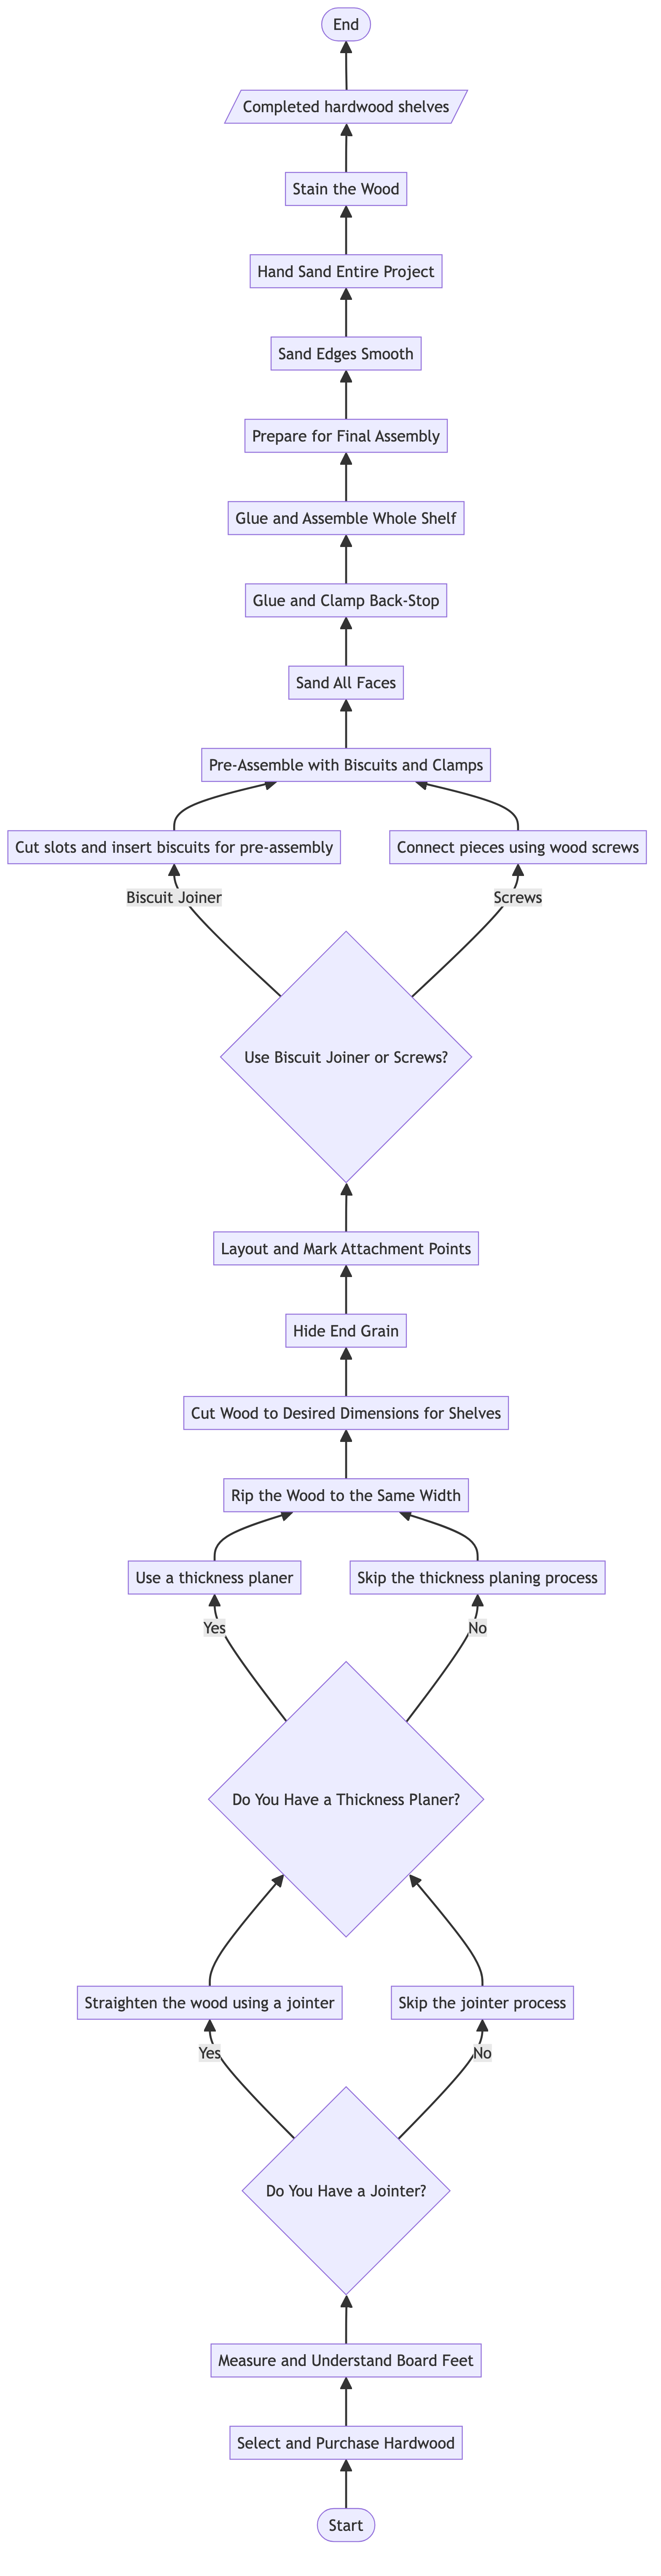 End
Completed hardwood shelves
Stain the Wood
Hand Sand Entire Project
Sand Edges Smooth
Prepare for Final Assembly
Glue and Assemble Whole Shelf
Glue and Clamp Back-Stop
Sand All Faces
Pre-Assemble with Biscuits and Clamps
Cut slots and insert biscuits for pre-assembly
Connect pieces using wood screws
Biscuit Joiner
Screws
Use Biscuit Joiner or Screws?
Layout and Mark Attachment Points
Hide End Grain
Cut Wood to Desired Dimensions for Shelves
Rip the Wood to the Same Width
Use a thickness planer
Skip the thickness planing process
Yes
No
Do You Have a Thickness Planer?
Straighten the wood using a jointer
Skip the jointer process
Yes
No
Do You Have a Jointer?
Measure and Understand Board Feet
Select and Purchase Hardwood
Start